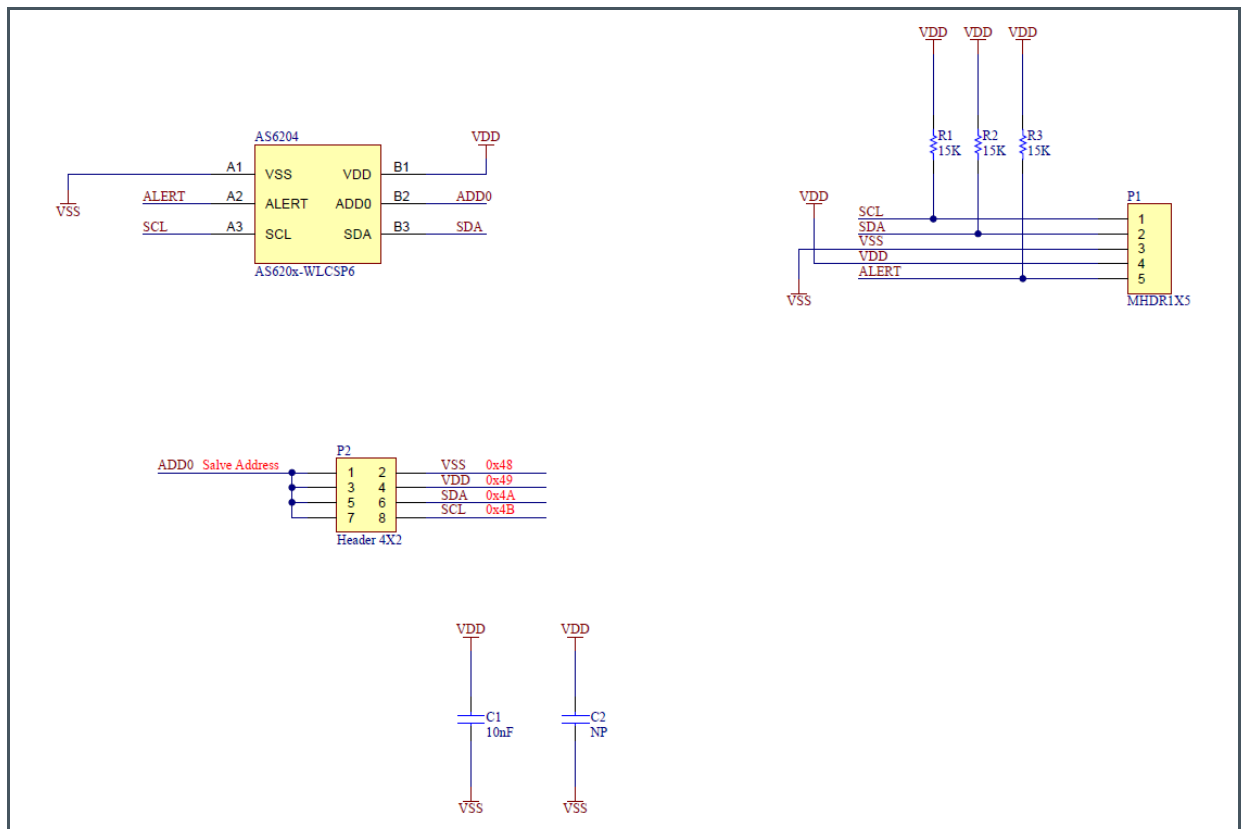 VDD VDD VDD
R1 R2 R3
15K 15K 15K
AS6204
VDD
A1 VSS VDD B1
VSS
ALERT A2 ALERT ADD0 B2 ADD0
SCL A3 SCL SDA B3 SDA
AS620x-WLCSP6
VDD
P1
SCL 1
SDA 2
VSS 3
VDD 4
ALERT 5
VSS
MHDR1X5
P2
ADD0 Salve Address 1 2 VSS 0x48
3 4 VDD 0x49
5 6 SDA 0x4A
7 8 SCL 0x4B
Header 4X2
VDD VDD
C1 C2
10nF NP
VSS VSS